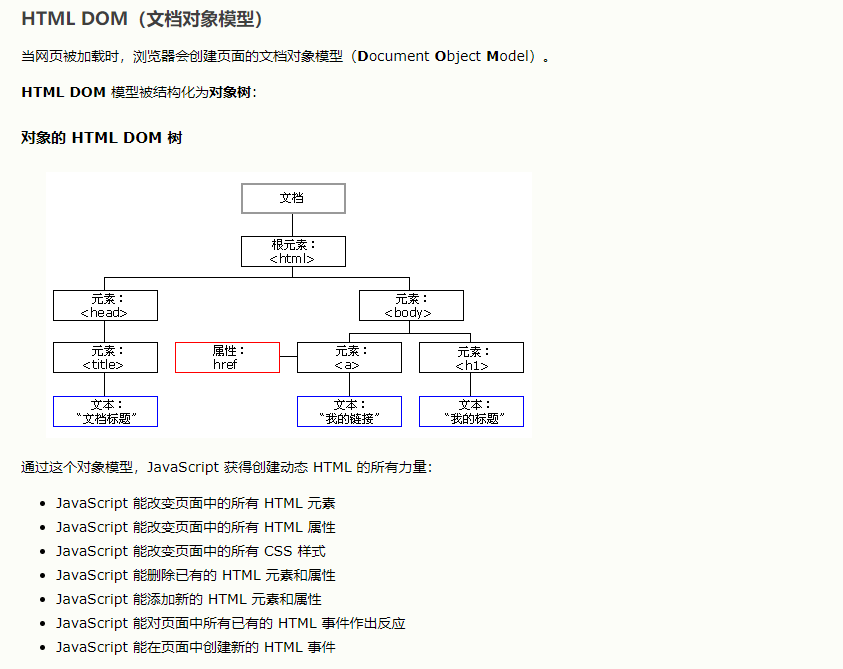 HTML DOM（文档对象模型）
当网页被加载时，浏览器会创建页面的文档对象模型（Document Object Model）。
HTML DOM 模型被结构化为对象树：
对象的 HTML DOM 树
文档
根元素：
<html>
元素：
<head>
元素：
<body>
元素：
<title>
属性：
href
元素：
<a>
元素：
<h1>
文本：
“文档标题”
文本：
“我的链接”
文本：
“我的标题”
通过这个对象模型，JavaScript 获得创建动态 HTML 的所有力量：
• JavaScript 能改变页面中的所有 HTML 元素
• JavaScript 能改变页面中的所有 HTML 属性
• JavaScript 能改变页面中的所有 CSS 样式
• JavaScript 能删除已有的 HTML 元素和属性
• JavaScript 能添加新的 HTML 元素和属性
• JavaScript 能对页面中所有已有的 HTML 事件作出反应
• JavaScript 能在页面中创建新的 HTML 事件